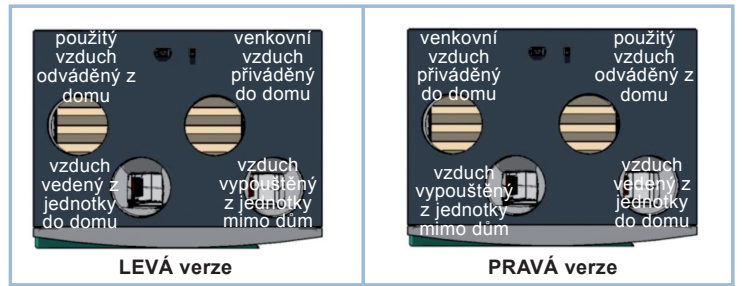 použitý
vzduch
odváděný z
domu
venkovní
vzduch
přiváděný
do domu
vzduch
vedený z
jednotky
do domu
vzduch
vypouštěný
z jednotky
mimo dům
LEVÁ verze
venkovní
vzduch
přiváděný
do domu
použitý
vzduch
odváděný z
domu
vzduch
vypouštěný
z jednotky
mimo dům
vzduch
vedený z
jednotky
do domu
PRAVÁ verze